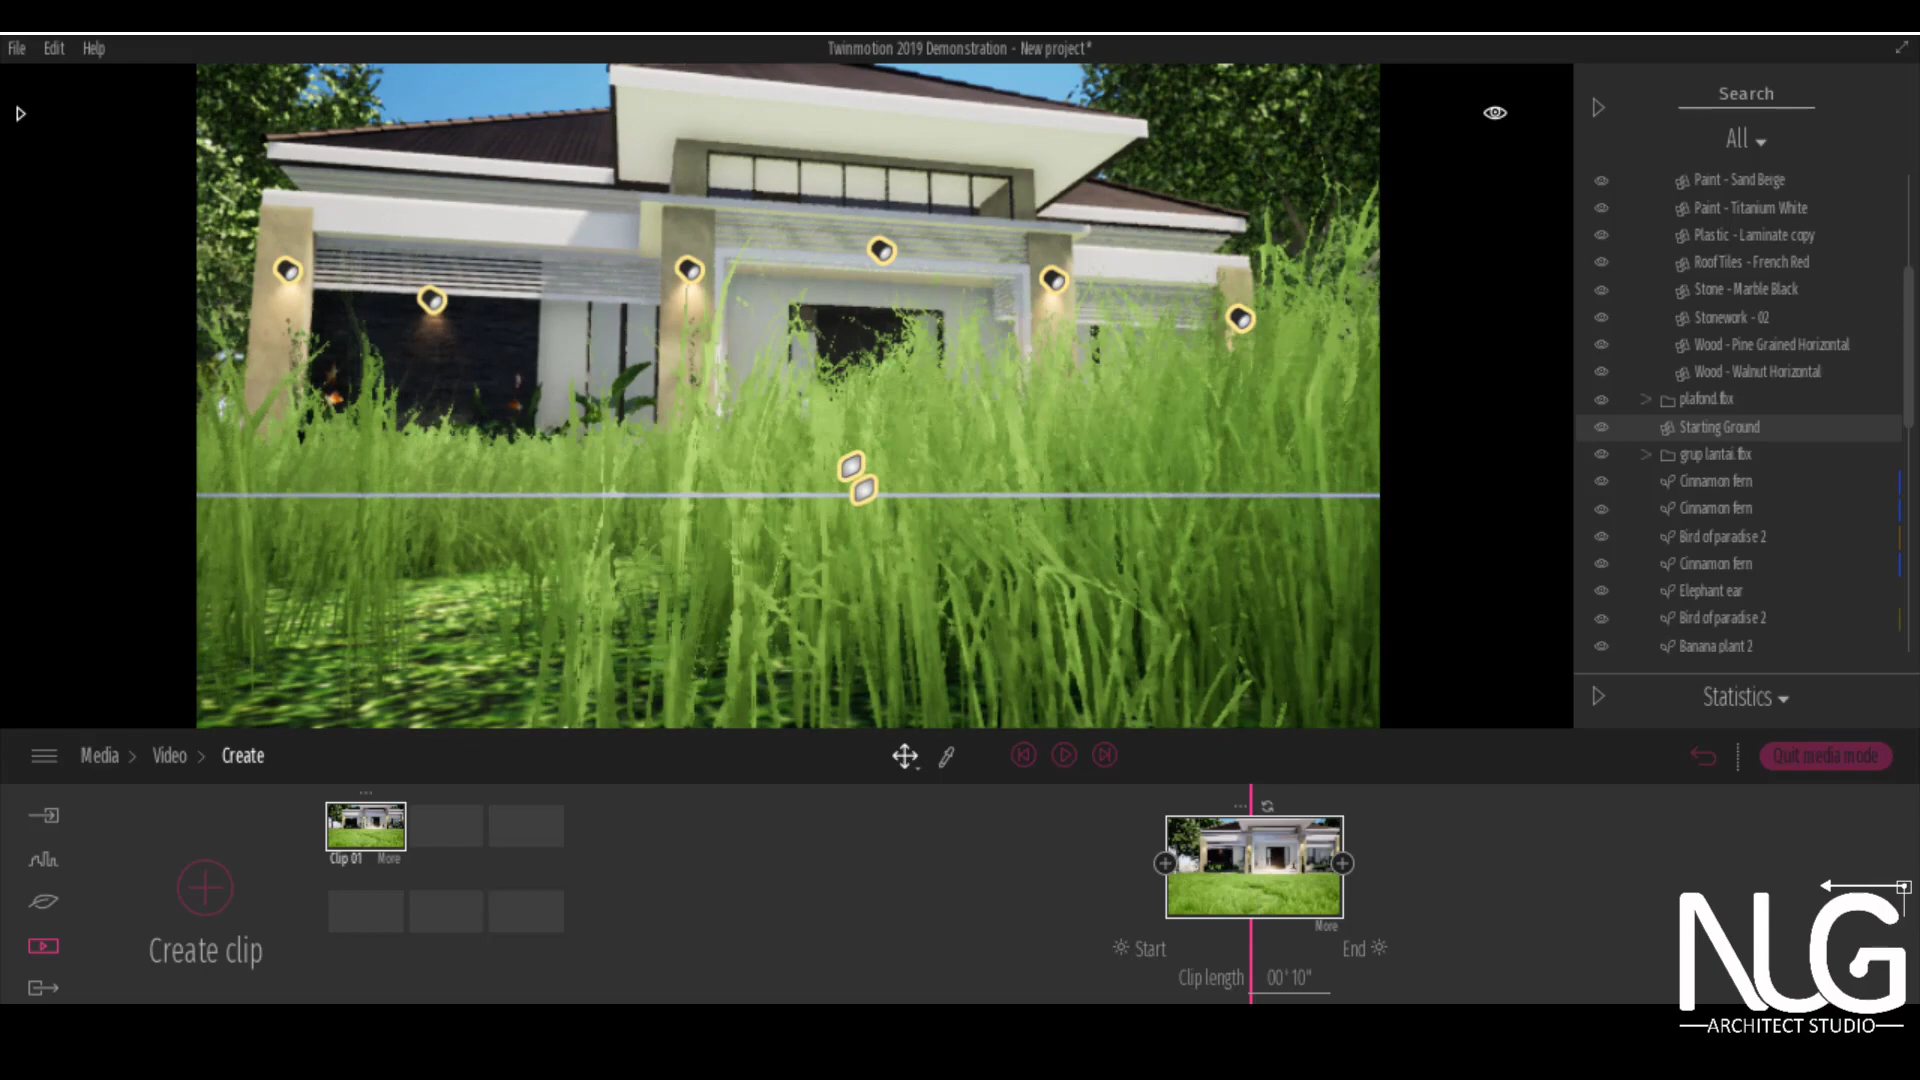 File Edit Help
Twinmotion 2019 Demonstration - New project*
Search
All
Paint - Sand Beige
Paint - Titanium White
Plastic - Laminate copy
Roof Tiles - French Red
Stone - Marble Black
Stonework - 02
Wood - Pine Grained Horizontal
Wood - Walnut Horizontal
plafond.fbx
Starting Ground
grup lantai.fbx
Cinnamon fern
Cinnamon fern
Bird of paradise 2
Cinnamon fern
Elephant ear
Bird of paradise 2
Banana plant 2
Statistics
Media > Video > Create
Quit media mode
Create clip
Clip 01 More
More
Start End
Clip length 00'10"
NUG
ARCHITECT STUDIO